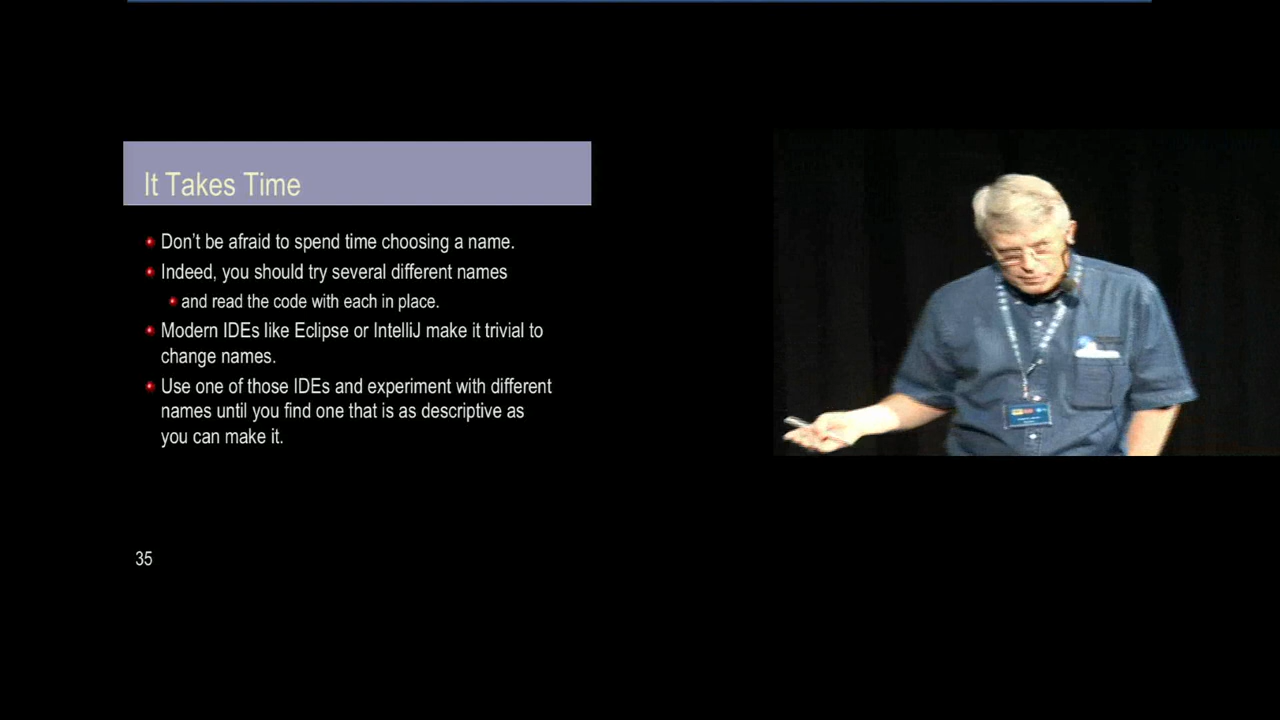 It Takes Time
Don't be afraid to spend time choosing a name.
Indeed, you should try several different names
and read the code with each in place.
Modern IDEs like Eclipse or IntelliJ make it trivial to
change names.
Use one of those IDEs and experiment with different
names until you find one that is as descriptive as
you can make it.
35